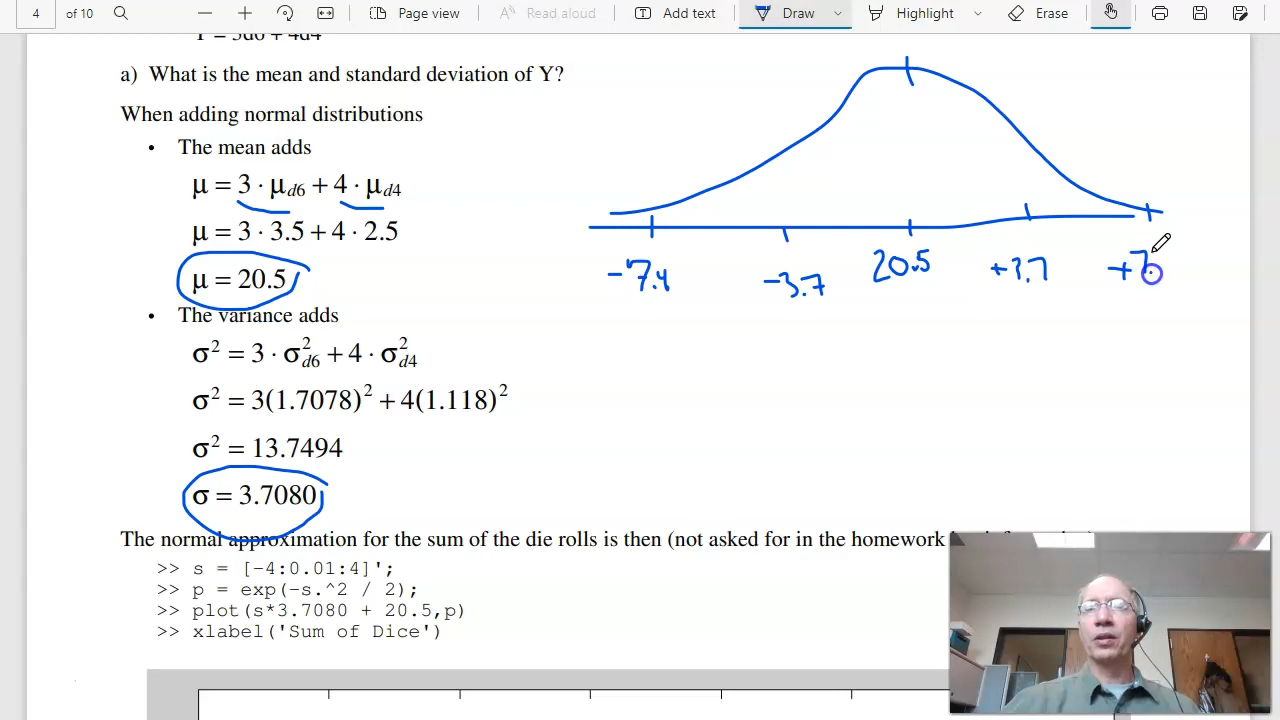 4 of 10 Page view Read aloud Add text Draw Highlight Erase
Y = 3d6 + 4d4
a) What is the mean and standard deviation of Y?
When adding normal distributions
• The mean adds
μ = 3 · μd6 + 4 · μd4
μ = 3 · 3.5 + 4 · 2.5
μ = 20.5
• The variance adds
σ² = 3 · σ²d6 + 4 · σ²d4
σ² = 3(1.7078)² + 4(1.118)²
σ² = 13.7494
σ = 3.7080
-7.4 -3.7 20.5 +3.7 +7
The normal approximation for the sum of the die rolls is then (not asked for in the homework
>> s = [-4:0.01:4]';
>> p = exp(-s.^2 / 2);
>> plot(s*3.7080 + 20.5,p)
>> xlabel('Sum of Dice')